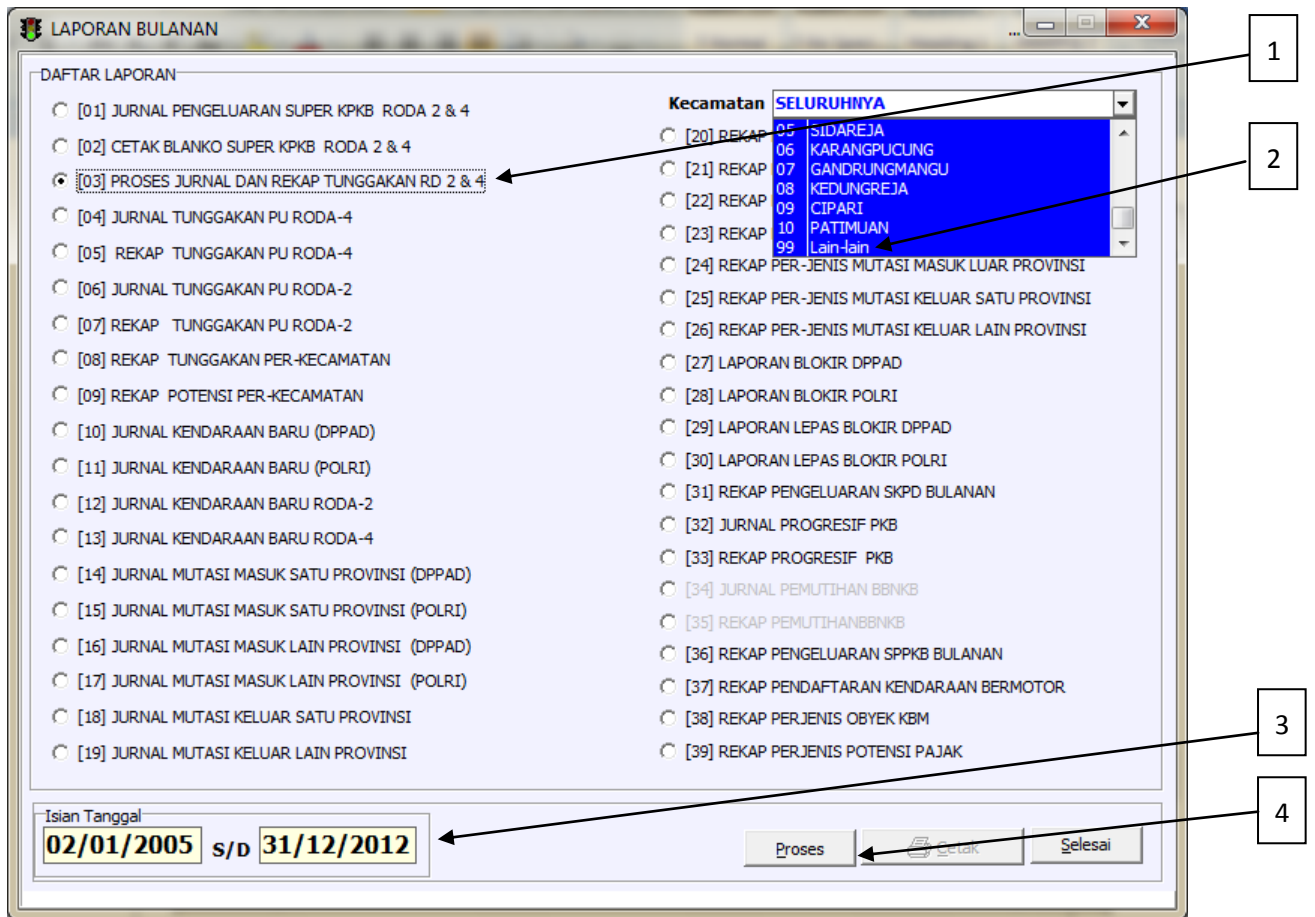 LAPORAN BULANAN
...
1
DAFTAR LAPORAN
[01] JURNAL PENGELUARAN SUPER KPKB RODA 2 & 4
[02] CETAK BLANKO SUPER KPKB RODA 2 & 4
[03] PROSES JURNAL DAN REKAP TUNGGAKAN RD 2 & 4
[04] JURNAL TUNGGAKAN PU RODA-4
[05] REKAP TUNGGAKAN PU RODA-4
[06] JURNAL TUNGGAKAN PU RODA-2
[07] REKAP TUNGGAKAN PU RODA-2
[08] REKAP TUNGGAKAN PER-KECAMATAN
[09] REKAP POTENSI PER-KECAMATAN
[10] JURNAL KENDARAAN BARU (DPPAD)
[11] JURNAL KENDARAAN BARU (POLRI)
[12] JURNAL KENDARAAN BARU RODA-2
[13] JURNAL KENDARAAN BARU RODA-4
[14] JURNAL MUTASI MASUK SATU PROVINSI (DPPAD)
[15] JURNAL MUTASI MASUK SATU PROVINSI (POLRI)
[16] JURNAL MUTASI MASUK LAIN PROVINSI (DPPAD)
[17] JURNAL MUTASI MASUK LAIN PROVINSI (POLRI)
[18] JURNAL MUTASI KELUAR SATU PROVINSI
[19] JURNAL MUTASI KELUAR LAIN PROVINSI
Kecamatan SELURUHNYA
05 SIDAREJA
06 KARANGPUCUNG
07 GANDRUNGMANGU
08 KEDUNGREJA
09 CIPARI
10 PATIMUAN
99 Lain-lain
2
[20] REKAP
[21] REKAP
[22] REKAP
[23] REKAP
[24] REKAP PER-JENIS MUTASI MASUK LUAR PROVINSI
[25] REKAP PER-JENIS MUTASI KELUAR SATU PROVINSI
[26] REKAP PER-JENIS MUTASI KELUAR LAIN PROVINSI
[27] LAPORAN BLOKIR DPPAD
[28] LAPORAN BLOKIR POLRI
[29] LAPORAN LEPAS BLOKIR DPPAD
[30] LAPORAN LEPAS BLOKIR POLRI
[31] REKAP PENGELUARAN SKPD BULANAN
[32] JURNAL PROGRESIF PKB
[33] REKAP PROGRESIF PKB
[34] JURNAL PEMUTIHAN BBNKB
[35] REKAP PEMUTIHANBBNKB
[36] REKAP PENGELUARAN SPPKB BULANAN
[37] REKAP PENDAFTARAN KENDARAAN BERMOTOR
[38] REKAP PERJENIS OBYEK KBM
[39] REKAP PERJENIS POTENSI PAJAK
3
Isian Tanggal
02/01/2005 S/D 31/12/2012
4
Proses
Cetak
Selesai